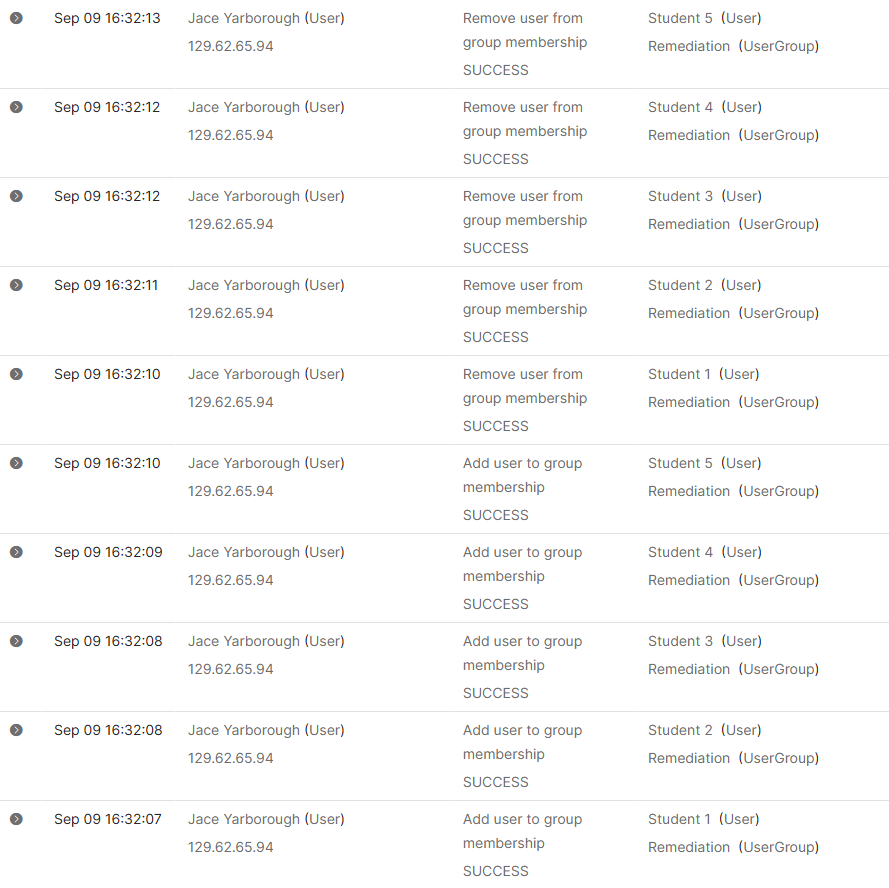 Sep 09 16:32:13 Jace Yarborough (User) Remove user from Student 5 (User)
129.62.65.94 group membership Remediation (UserGroup)
SUCCESS
Sep 09 16:32:12 Jace Yarborough (User) Remove user from Student 4 (User)
129.62.65.94 group membership Remediation (UserGroup)
SUCCESS
Sep 09 16:32:12 Jace Yarborough (User) Remove user from Student 3 (User)
129.62.65.94 group membership Remediation (UserGroup)
SUCCESS
Sep 09 16:32:11 Jace Yarborough (User) Remove user from Student 2 (User)
129.62.65.94 group membership Remediation (UserGroup)
SUCCESS
Sep 09 16:32:10 Jace Yarborough (User) Remove user from Student 1 (User)
129.62.65.94 group membership Remediation (UserGroup)
SUCCESS
Sep 09 16:32:10 Jace Yarborough (User) Add user to group Student 5 (User)
129.62.65.94 membership Remediation (UserGroup)
SUCCESS
Sep 09 16:32:09 Jace Yarborough (User) Add user to group Student 4 (User)
129.62.65.94 membership Remediation (UserGroup)
SUCCESS
Sep 09 16:32:08 Jace Yarborough (User) Add user to group Student 3 (User)
129.62.65.94 membership Remediation (UserGroup)
SUCCESS
Sep 09 16:32:08 Jace Yarborough (User) Add user to group Student 2 (User)
129.62.65.94 membership Remediation (UserGroup)
SUCCESS
Sep 09 16:32:07 Jace Yarborough (User) Add user to group Student 1 (User)
129.62.65.94 membership Remediation (UserGroup)
SUCCESS